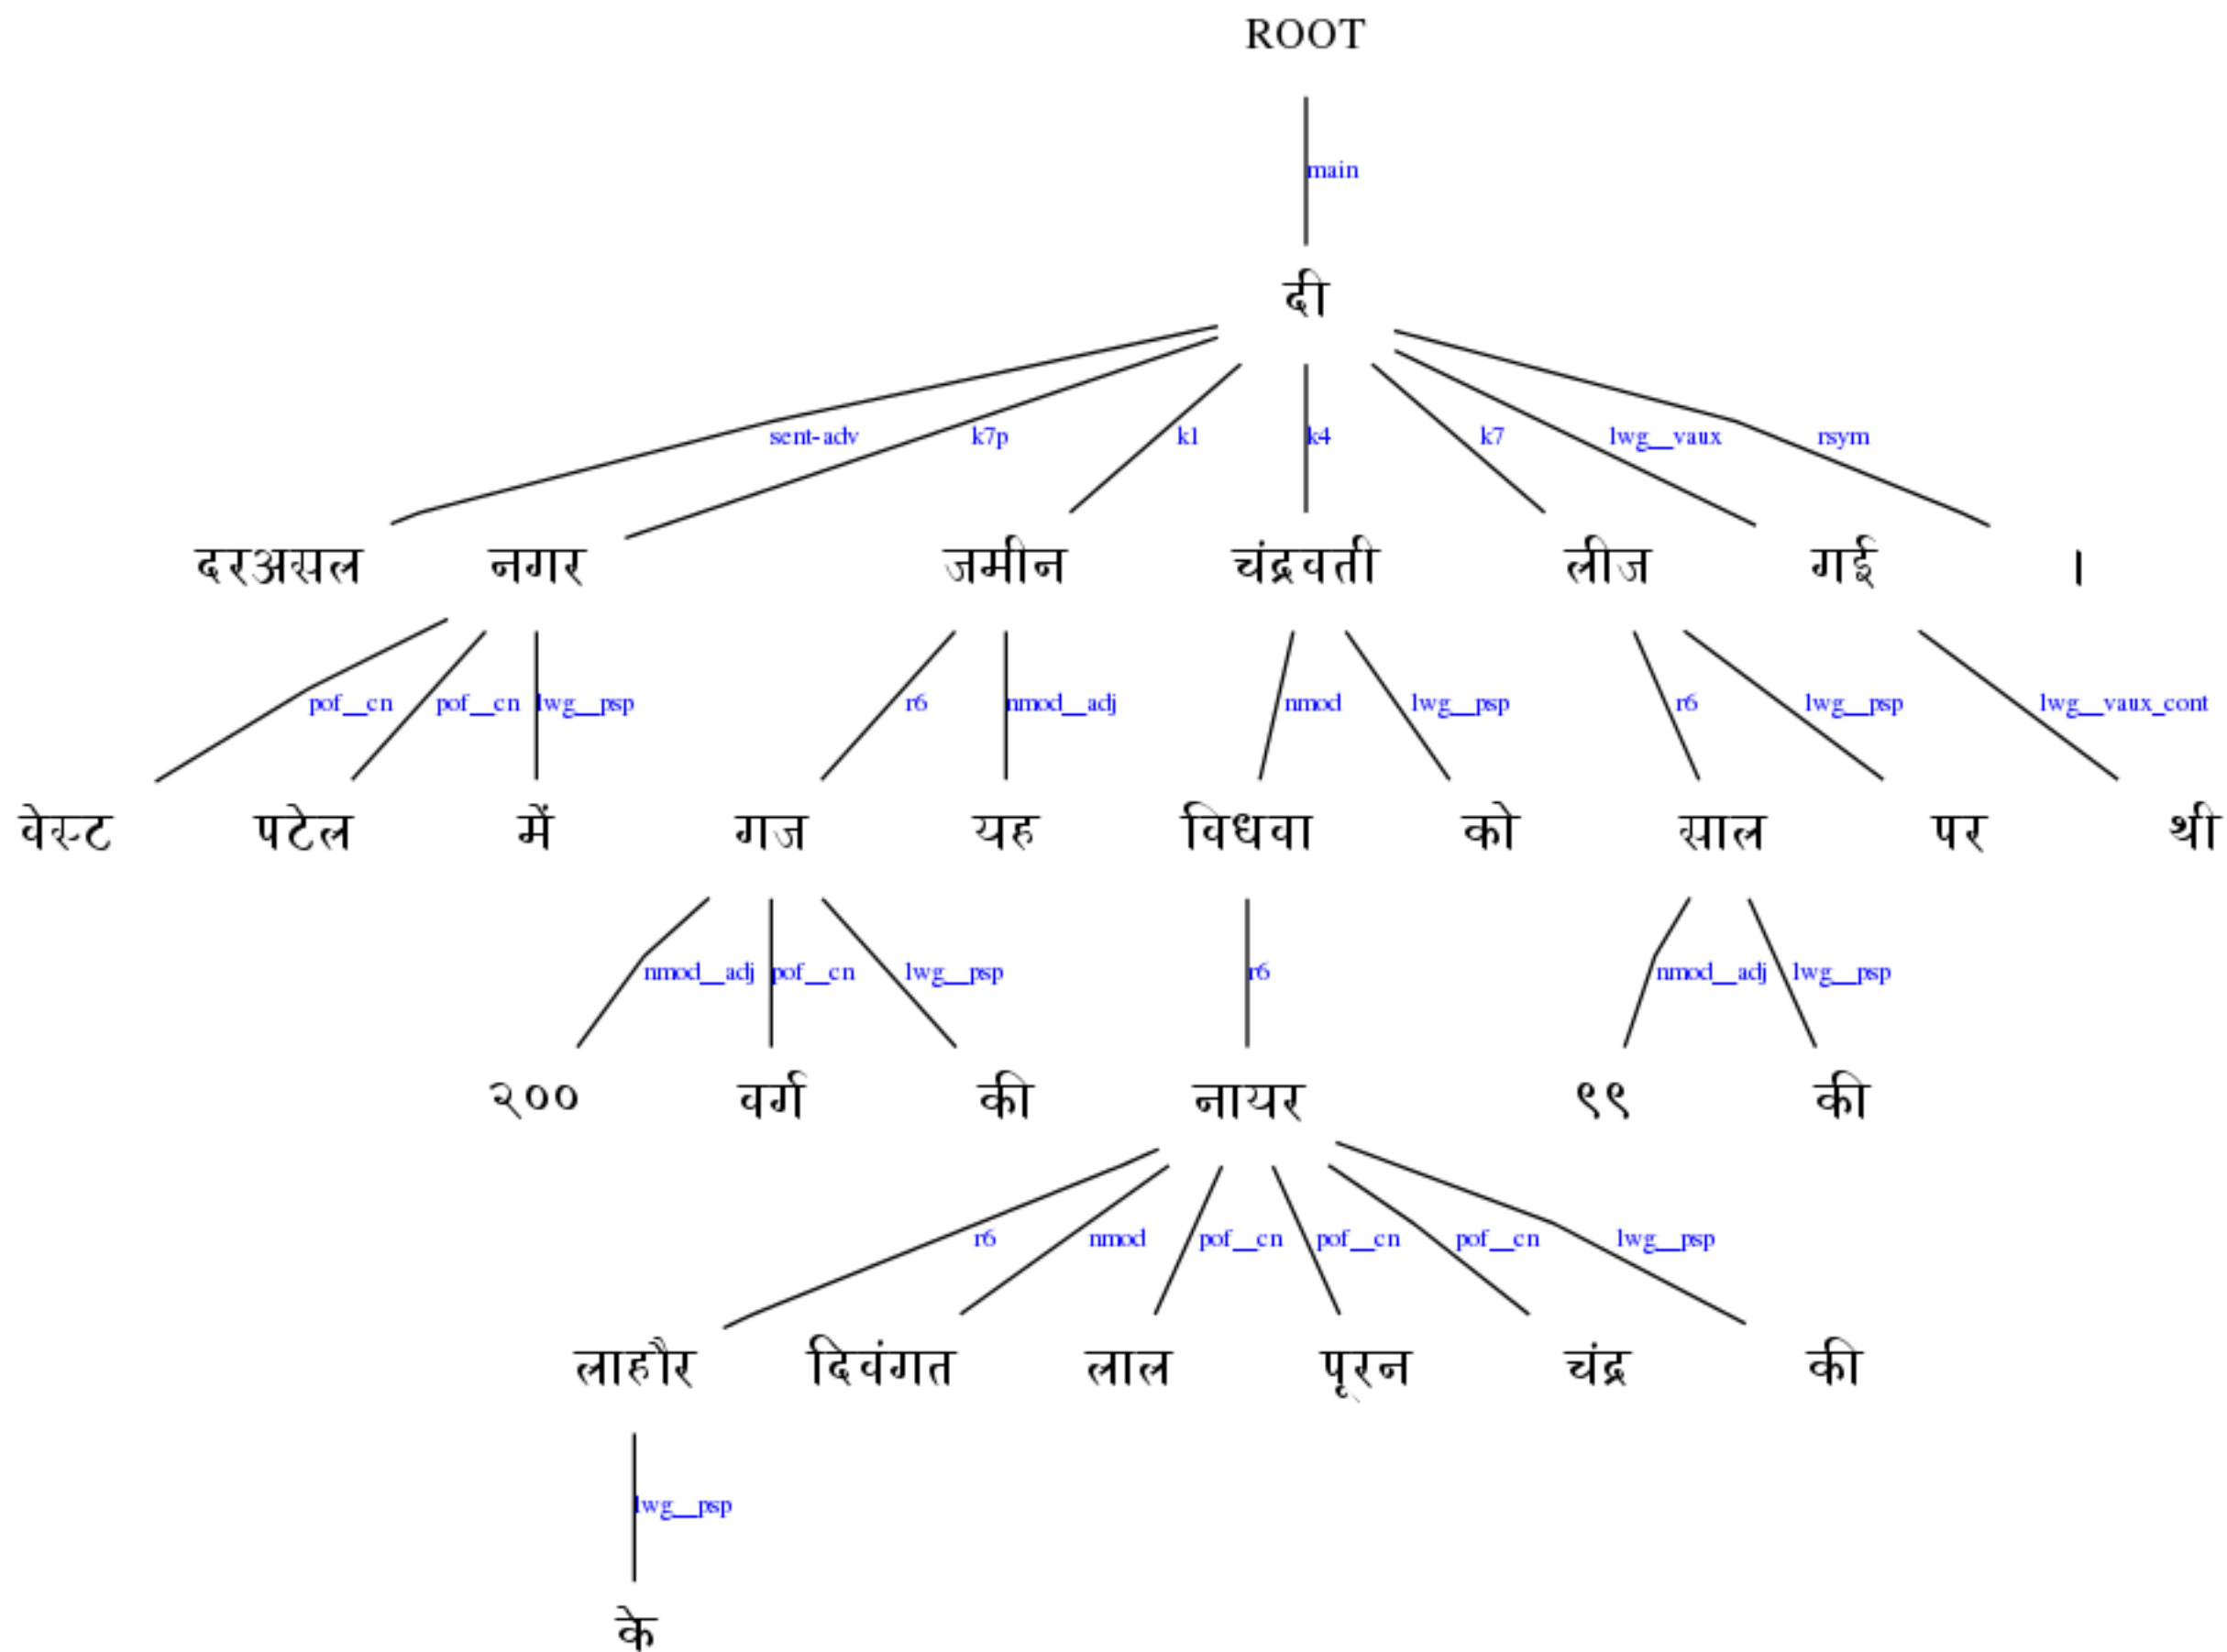 ROOT
main
दी
sent-adv k7p k1 k4 k7 lwg__vaux rsym
दरअसल नगर जमीन चंद्रवती लीज गई ।
pof__cn pof__cn lwg__psp r6 nmod__adj nmod lwg__psp r6 lwg__psp lwg__vaux_cont
वेस्ट पटेल में गज यह विधवा को साल पर थी
nmod__adj pof__cn lwg__psp r6 nmod__adj lwg__psp
२०० वर्ग की नायर ९९ की
r6 nmod pof__cn pof__cn pof__cn lwg__psp
लाहौर दिवंगत लाल पूरन चंद्र की
lwg__psp
के